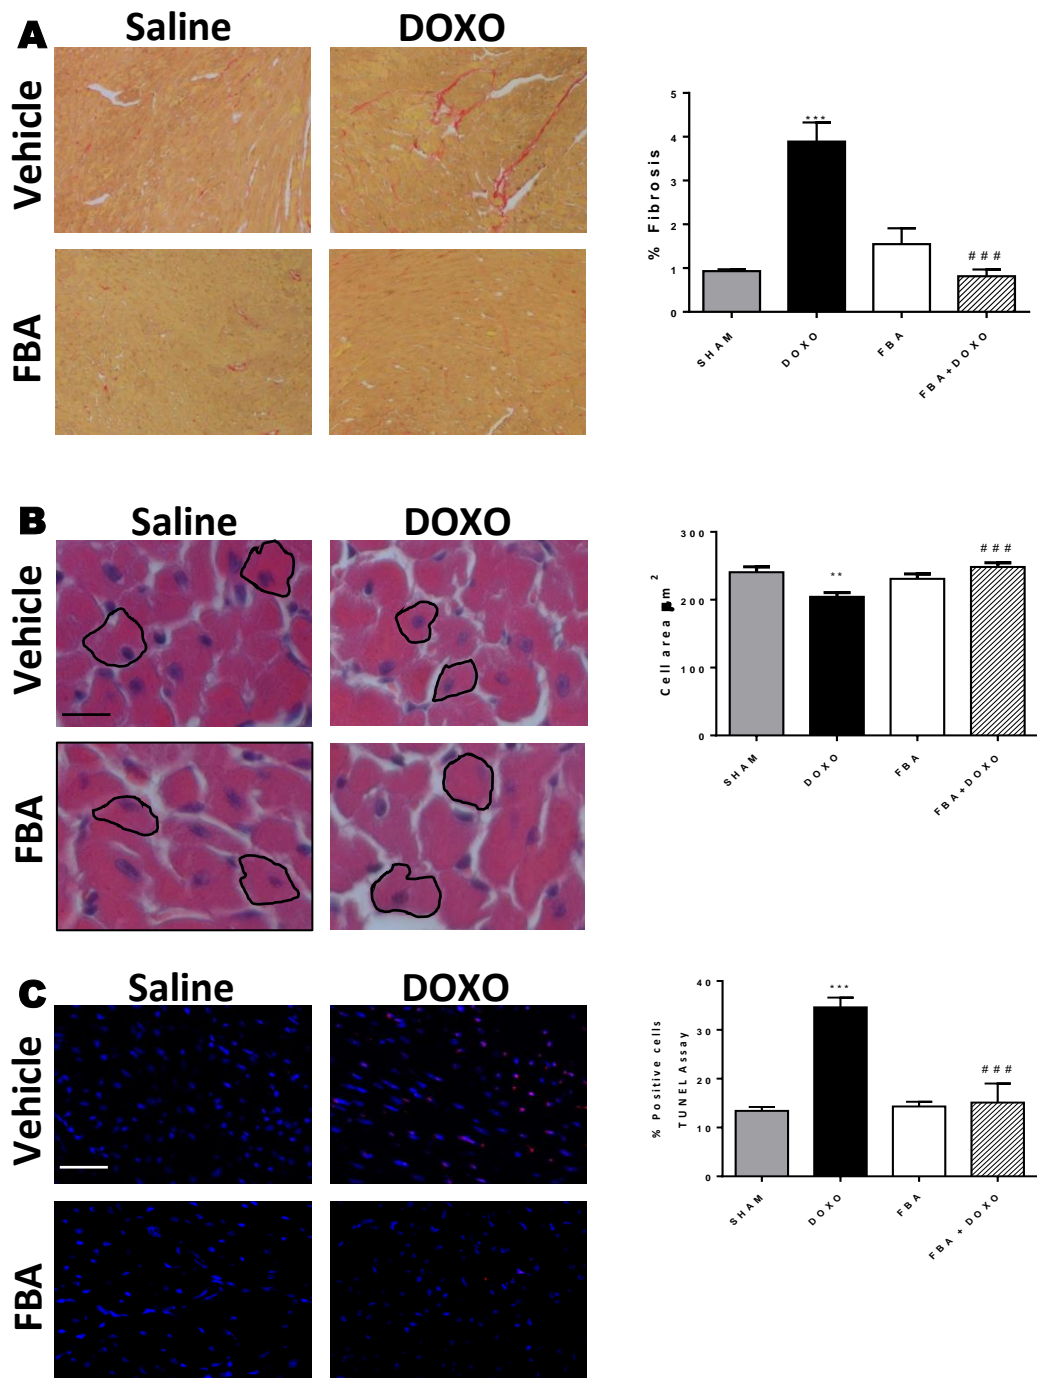 A
Saline
DOXO
Vehicle
FBA
% Fibrosis
5
4
3
2
1
0
***
# # #
SHAM
DOXO
FBA
FBA+DOXO
B
Saline
DOXO
Vehicle
FBA
Cell area m 2
300
200
100
0
**
# # #
SHAM
DOXO
FBA
FBA+DOXO
C
Saline
DOXO
Vehicle
FBA
% Positive cells
TUNEL Assay
40
30
20
10
0
***
# # #
SHAM
DOXO
FBA
FBA + DOXO